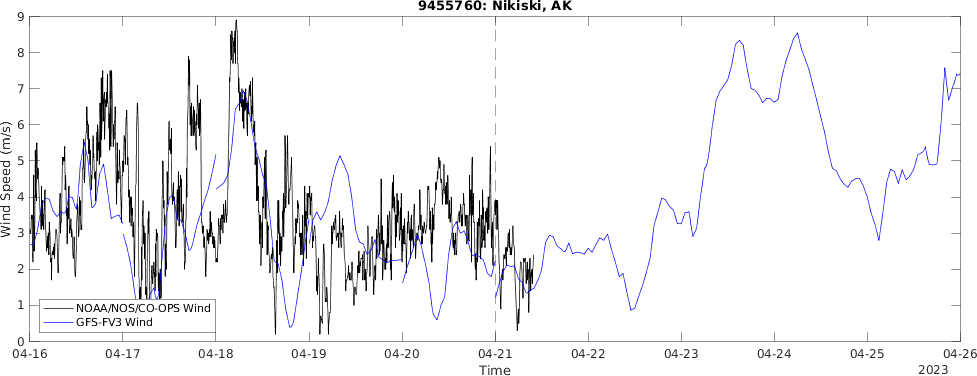 9455760: Nikiski, AK
Wind Speed (m/s)
9
8
7
6
5
4
3
2
1
0
NOAA/NOS/CO-OPS Wind
GFS-FV3 Wind
04-16 04-17 04-18 04-19 04-20 04-21 04-22 04-23 04-24 04-25 04-26
Time
2023